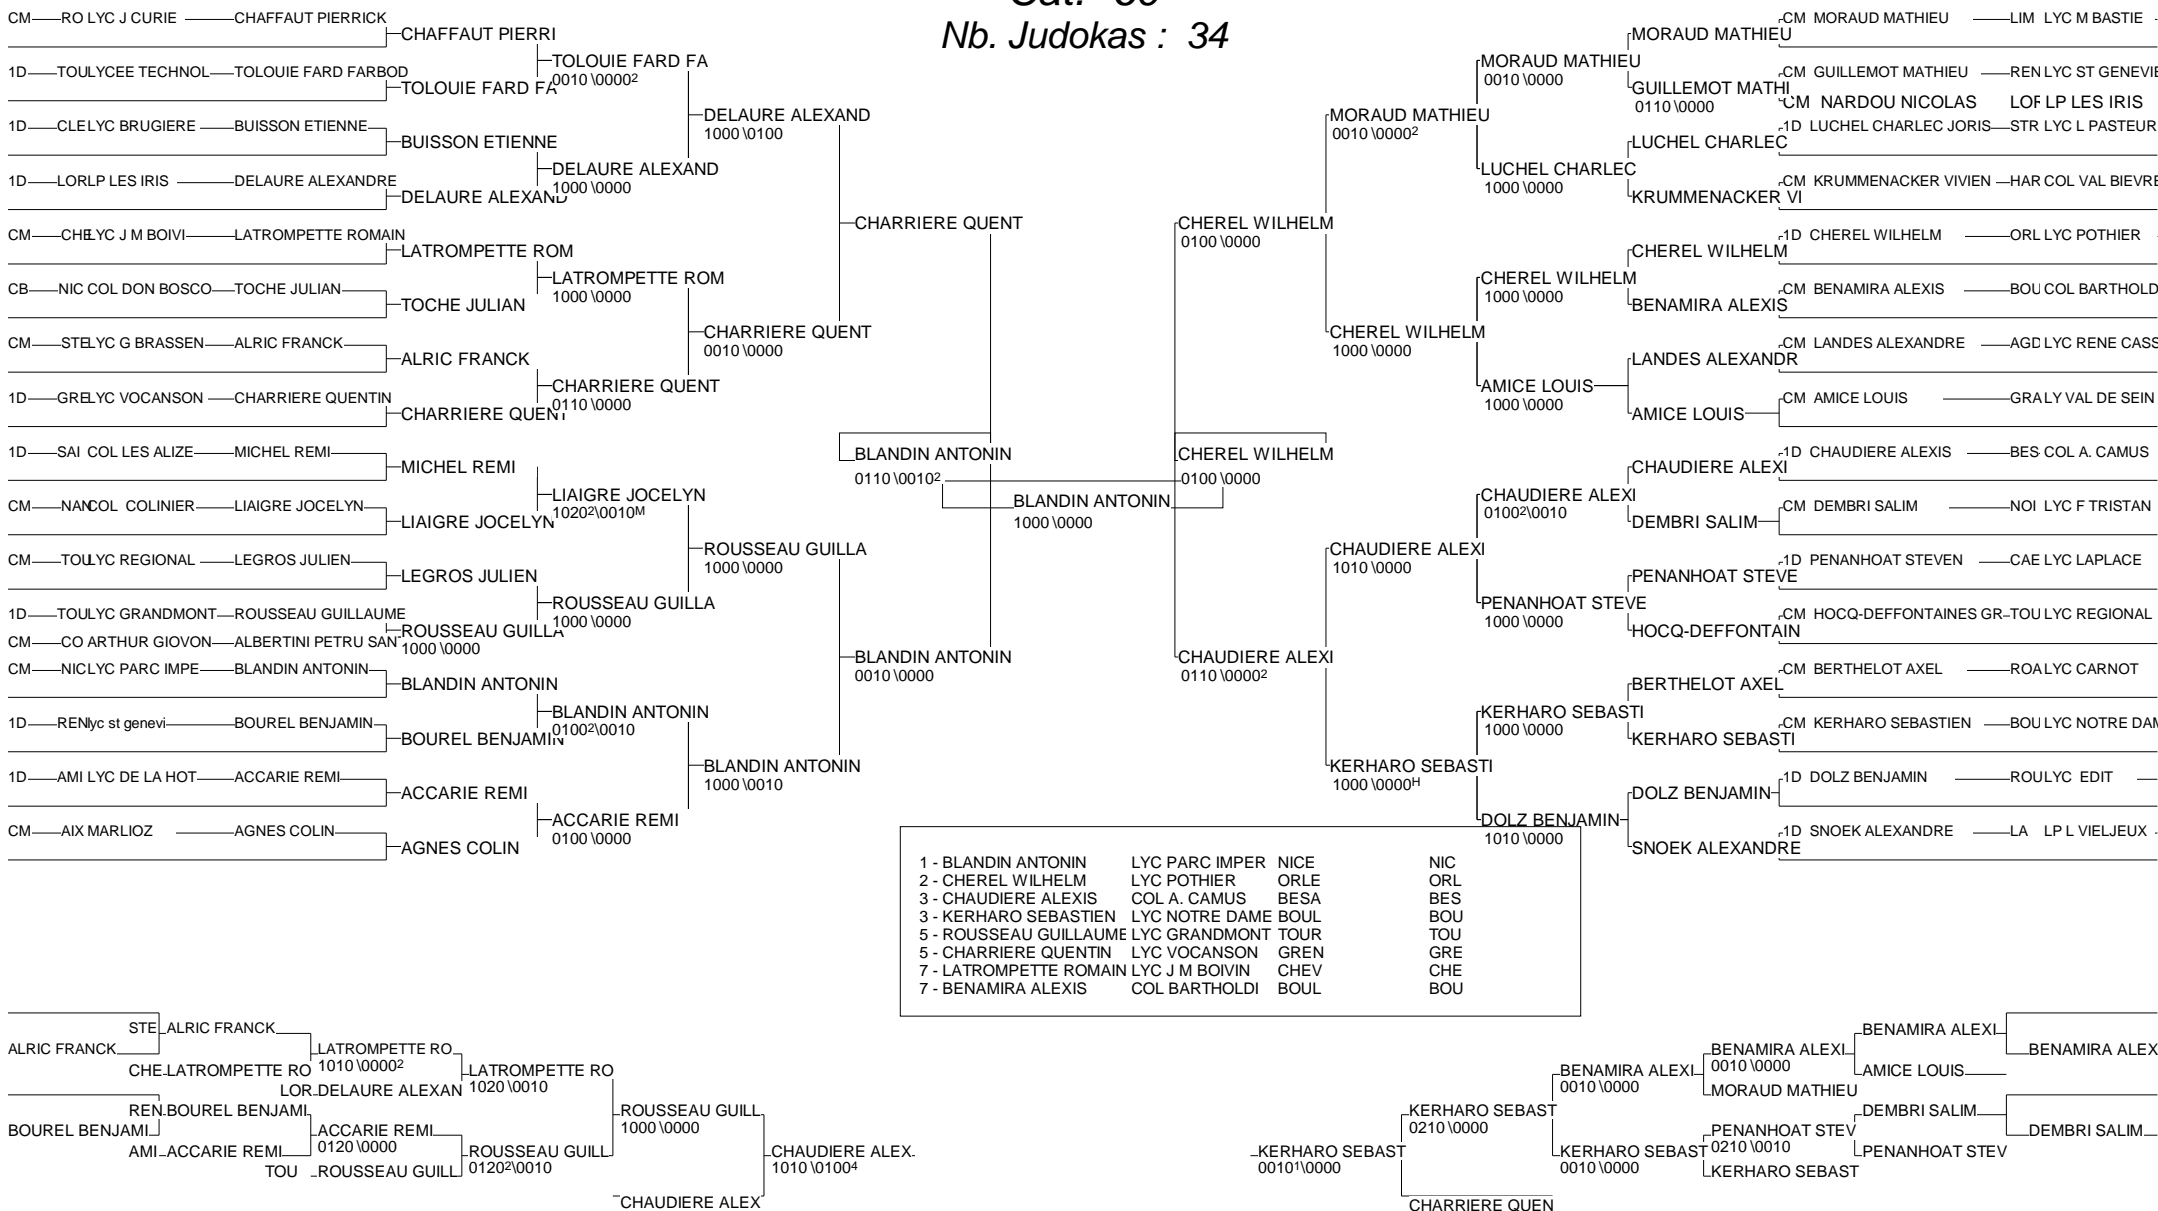 Nb. Judokas : 34
CM RO LYC J CURIE CHAFFAUT PIERRICK
CHAFFAUT PIERRI
TOLOUIE FARD FA
0010 \0000²
1D TOULYCEE TECHNOL TOLOUIE FARD FARBOD
TOLOUIE FARD FA
DELAURE ALEXAND
1000 \0100
1D CLELYC BRUGIERE BUISSON ETIENNE
BUISSON ETIENNE
DELAURE ALEXAND
1000 \0000
1D LORLP LES IRIS DELAURE ALEXANDRE
DELAURE ALEXAND
CHARRIERE QUENT
CM CHELYC J M BOIVI LATROMPETTE ROMAIN
LATROMPETTE ROM
LATROMPETTE ROM
1000 \0000
CB NIC COL DON BOSCO TOCHE JULIAN
TOCHE JULIAN
CHARRIERE QUENT
0010 \0000
CM STELYC G BRASSEN ALRIC FRANCK
ALRIC FRANCK
CHARRIERE QUENT
0110 \0000
1D GRELYC VOCANSON CHARRIERE QUENTIN
CHARRIERE QUENT
BLANDIN ANTONIN
0110 \0010²
1D SAI COL LES ALIZE MICHEL REMI
MICHEL REMI
LIAIGRE JOCELYN
1020²\0010ᴹ
CM NANCOL COLINIER LIAIGRE JOCELYN
LIAIGRE JOCELYN
ROUSSEAU GUILLA
1000 \0000
CM TOULYC REGIONAL LEGROS JULIEN
LEGROS JULIEN
ROUSSEAU GUILLA
1000 \0000
1D TOULYC GRANDMONT ROUSSEAU GUILLAUME
ROUSSEAU GUILLA
1000 \0000
CM CO ARTHUR GIOVON ALBERTINI PETRU SAN
BLANDIN ANTONIN
0010 \0000
CM NICLYC PARC IMPE BLANDIN ANTONIN
BLANDIN ANTONIN
BLANDIN ANTONIN
0100²\0010
1D RENlyc st genevi BOUREL BENJAMIN
BOUREL BENJAMIN
BLANDIN ANTONIN
1000 \0010
1D AMI LYC DE LA HOT ACCARIE REMI
ACCARIE REMI
ACCARIE REMI
0100 \0000
CM AIX MARLIOZ AGNES COLIN
AGNES COLIN
BLANDIN ANTONIN
1000 \0000
CM MORAUD MATHIEU LIM LYC M BASTIE
MORAUD MATHIEU
MORAUD MATHIEU
0010 \0000
CM GUILLEMOT MATHIEU REN LYC ST GENEVIE
GUILLEMOT MATHI
0110 \0000
CM NARDOU NICOLAS LOR LP LES IRIS
MORAUD MATHIEU
0010 \0000²
1D LUCHEL CHARLEC JORIS STR LYC L PASTEUR
LUCHEL CHARLEC
LUCHEL CHARLEC
1000 \0000
CM KRUMMENACKER VIVIEN HAR COL VAL BIEVRE
KRUMMENACKER VI
CHEREL WILHELM
0100 \0000
1D CHEREL WILHELM ORL LYC POTHIER
CHEREL WILHELM
CHEREL WILHELM
1000 \0000
CM BENAMIRA ALEXIS BOU COL BARTHOLD
BENAMIRA ALEXIS
CHEREL WILHELM
1000 \0000
CM LANDES ALEXANDRE AGD LYC RENE CASS
LANDES ALEXANDR
AMICE LOUIS
1000 \0000
CM AMICE LOUIS GRA LY VAL DE SEIN
AMICE LOUIS
CHEREL WILHELM
0100 \0000
1D CHAUDIERE ALEXIS BES COL A. CAMUS
CHAUDIERE ALEXI
CHAUDIERE ALEXI
0100²\0010
CM DEMBRI SALIM NOI LYC F TRISTAN
DEMBRI SALIM
CHAUDIERE ALEXI
1010 \0000
1D PENANHOAT STEVEN CAE LYC LAPLACE
PENANHOAT STEVE
PENANHOAT STEVE
1000 \0000
CM HOCQ-DEFFONTAINES GR TOU LYC REGIONAL
HOCQ-DEFFONTAIN
CHAUDIERE ALEXI
0110 \0000²
CM BERTHELOT AXEL ROA LYC CARNOT
BERTHELOT AXEL
KERHARO SEBASTI
1000 \0000
CM KERHARO SEBASTIEN BOU LYC NOTRE DAM
KERHARO SEBASTI
KERHARO SEBASTI
1000 \0000ᴴ
1D DOLZ BENJAMIN ROU LYC EDIT
DOLZ BENJAMIN
DOLZ BENJAMIN
1010 \0000
1D SNOEK ALEXANDRE LA LP L VIELJEUX
SNOEK ALEXANDRE
1 - BLANDIN ANTONIN LYC PARC IMPER NICE NIC
2 - CHEREL WILHELM LYC POTHIER ORLE ORL
3 - CHAUDIERE ALEXIS COL A. CAMUS BESA BES
3 - KERHARO SEBASTIEN LYC NOTRE DAME BOUL BOU
5 - ROUSSEAU GUILLAUME LYC GRANDMONT TOUR TOU
5 - CHARRIERE QUENTIN LYC VOCANSON GREN GRE
7 - LATROMPETTE ROMAIN LYC J M BOIVIN CHEV CHE
7 - BENAMIRA ALEXIS COL BARTHOLDI BOUL BOU
STE ALRIC FRANCK
ALRIC FRANCK
LATROMPETTE RO
1010 \0000²
CHE LATROMPETTE RO
LATROMPETTE RO
1020 \0010
LOR DELAURE ALEXAN
REN BOUREL BENJAMI
BOUREL BENJAMI
ACCARIE REMI
0120 \0000
AMI ACCARIE REMI
ROUSSEAU GUILL
0120²\0010
TOU ROUSSEAU GUILL
ROUSSEAU GUILL
1000 \0000
CHAUDIERE ALEX
1010 \0100⁴
CHAUDIERE ALEX
BENAMIRA ALEXI
BENAMIRA ALEX
BENAMIRA ALEXI
0010 \0000
AMICE LOUIS
BENAMIRA ALEXI
0010 \0000
MORAUD MATHIEU
DEMBRI SALIM
DEMBRI SALIM
PENANHOAT STEV
0210 \0010
PENANHOAT STEV
KERHARO SEBAST
0010 \0000
KERHARO SEBAST
KERHARO SEBAST
0210 \0000
KERHARO SEBAST
0010¹\0000
CHARRIERE QUEN